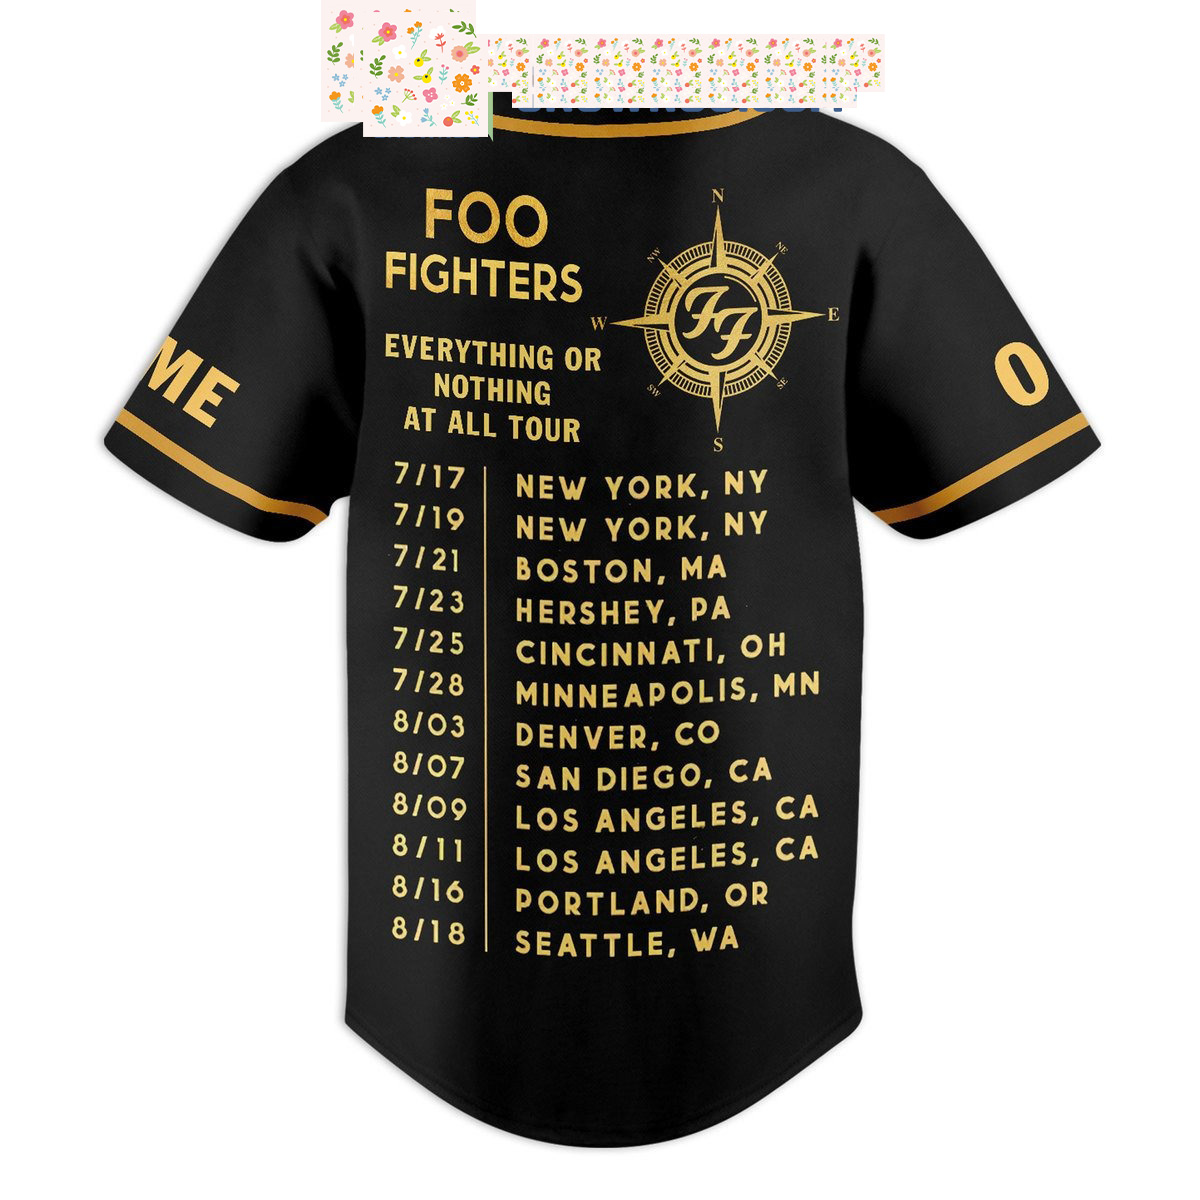 FOO
FIGHTERS
EVERYTHING OR
NOTHING
AT ALL TOUR
N
NW
NE
W
FF
E
SW
SE
S
ME
0
7/17 NEW YORK, NY
7/19 NEW YORK, NY
7/21 BOSTON, MA
7/23 HERSHEY, PA
7/25 CINCINNATI, OH
7/28 MINNEAPOLIS, MN
8/03 DENVER, CO
8/07 SAN DIEGO, CA
8/09 LOS ANGELES, CA
8/11 LOS ANGELES, CA
8/16 PORTLAND, OR
8/18 SEATTLE, WA